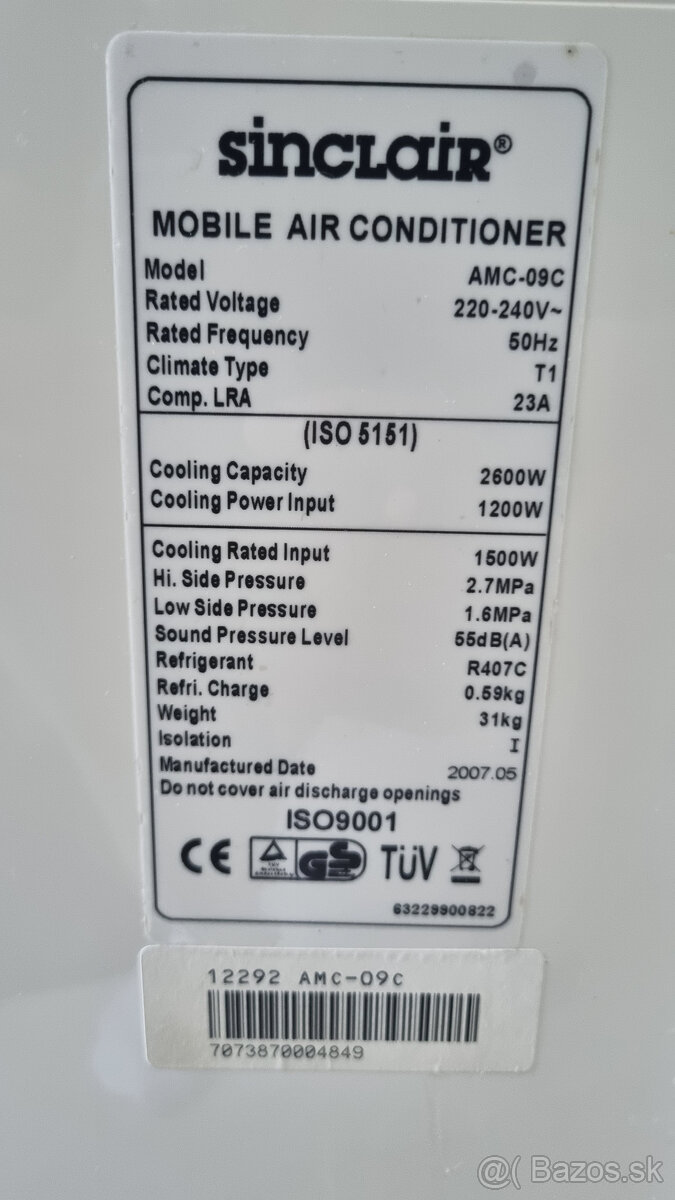 sinclair®
MOBILE AIR CONDITIONER
Model AMC-09C
Rated Voltage 220-240V~
Rated Frequency 50Hz
Climate Type T1
Comp. LRA 23A
(ISO 5151)
Cooling Capacity 2600W
Cooling Power Input 1200W
Cooling Rated Input 1500W
Hi. Side Pressure 2.7MPa
Low Side Pressure 1.6MPa
Sound Pressure Level 55dB(A)
Refrigerant R407C
Refri. Charge 0.59kg
Weight 31kg
Isolation I
Manufactured Date 2007.05
Do not cover air discharge openings
ISO9001
CE GS TÜV
63229900822
12292 AMC-09C
7073870004849
@( Bazos.sk